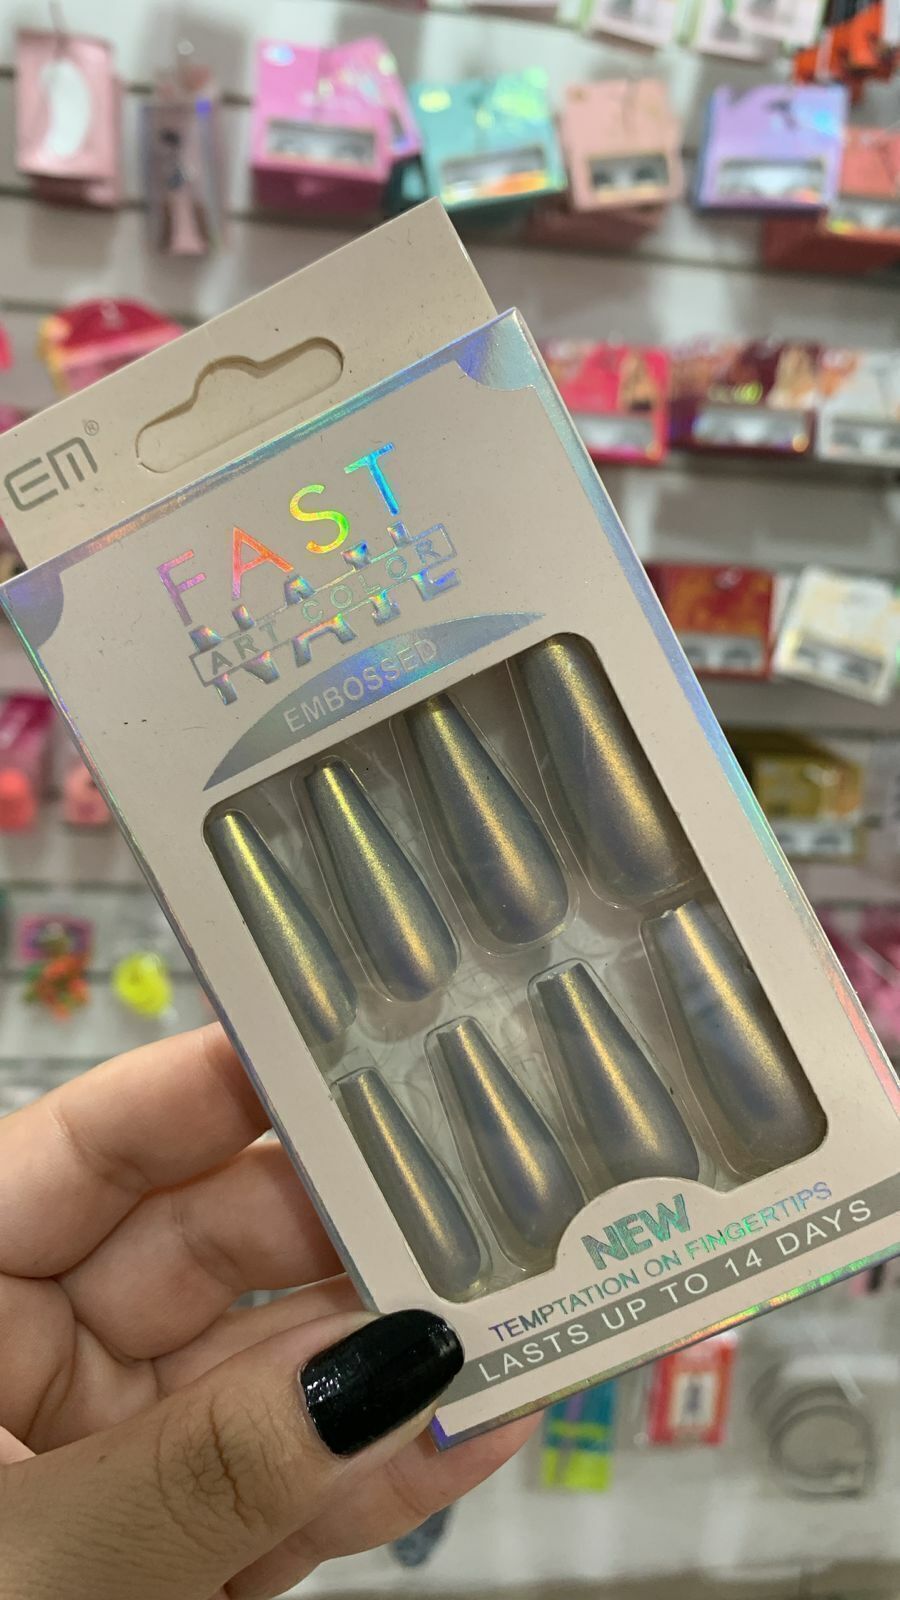 EM®
FAST
NAIL
ART COLOR
EMBOSSED
NEW
TEMPTATION ON FINGERTIPS
LASTS UP TO 14 DAYS